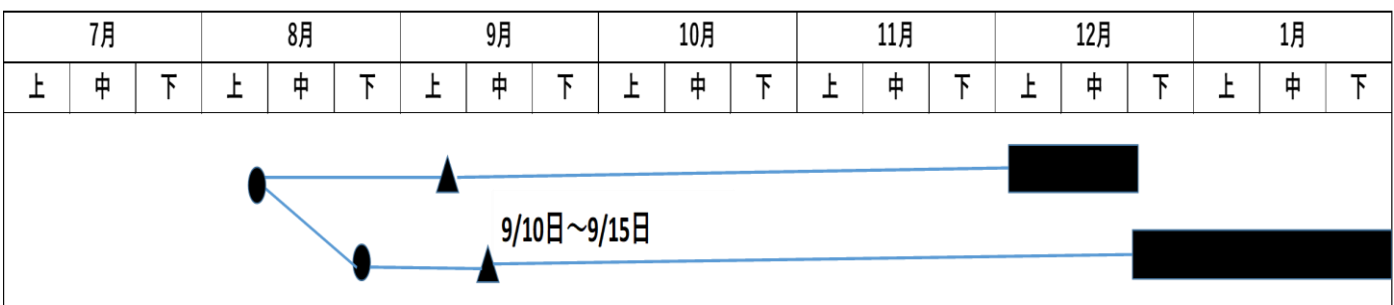 7月 8月 9月 10月 11月 12月 1月
上 中 下 上 中 下 上 中 下 上 中 下 上 中 下 上 中 下 上 中 下
9/10日～9/15日